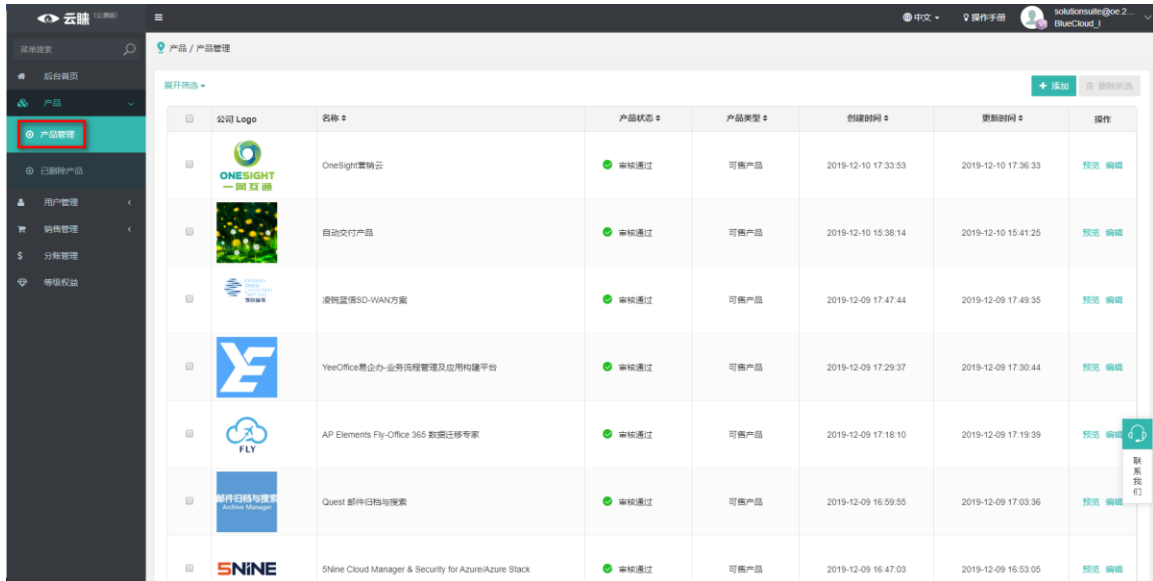 云睐 (公测版)
中文
操作手册
solutionsuite@oe.2...
BlueCloud_I
菜单搜索
产品 / 产品管理
后台首页
产品
产品管理
已删除产品
用户管理
销售管理
分账管理
等级权益
展开筛选
+ 添加
删除所选
公司 Logo 名称 产品状态 产品类型 创建时间 更新时间 操作
ONESIGHT
一网互通
OneSight营销云 审核通过 可售产品 2019-12-10 17:33:53 2019-12-10 17:36:33 预览 编辑
自动交付产品 审核通过 可售产品 2019-12-10 15:38:14 2019-12-10 15:41:25 预览 编辑
凌锐蓝信SD-WAN方案 审核通过 可售产品 2019-12-09 17:47:44 2019-12-09 17:49:35 预览 编辑
YeeOffice易企办-业务流程管理及应用构建平台 审核通过 可售产品 2019-12-09 17:29:37 2019-12-09 17:30:44 预览 编辑
FLY
AP Elements Fly-Office 365 数据迁移专家 审核通过 可售产品 2019-12-09 17:18:10 2019-12-09 17:19:39 预览 编辑
邮件归档与搜索
Archive Manager
Quest 邮件归档与搜索 审核通过 可售产品 2019-12-09 16:59:55 2019-12-09 17:03:36 预览 编辑
5NINE
5Nine Cloud Manager & Security for Azure/Azure Stack 审核通过 可售产品 2019-12-09 16:47:03 2019-12-09 16:53:05 预览 编辑
联系我们